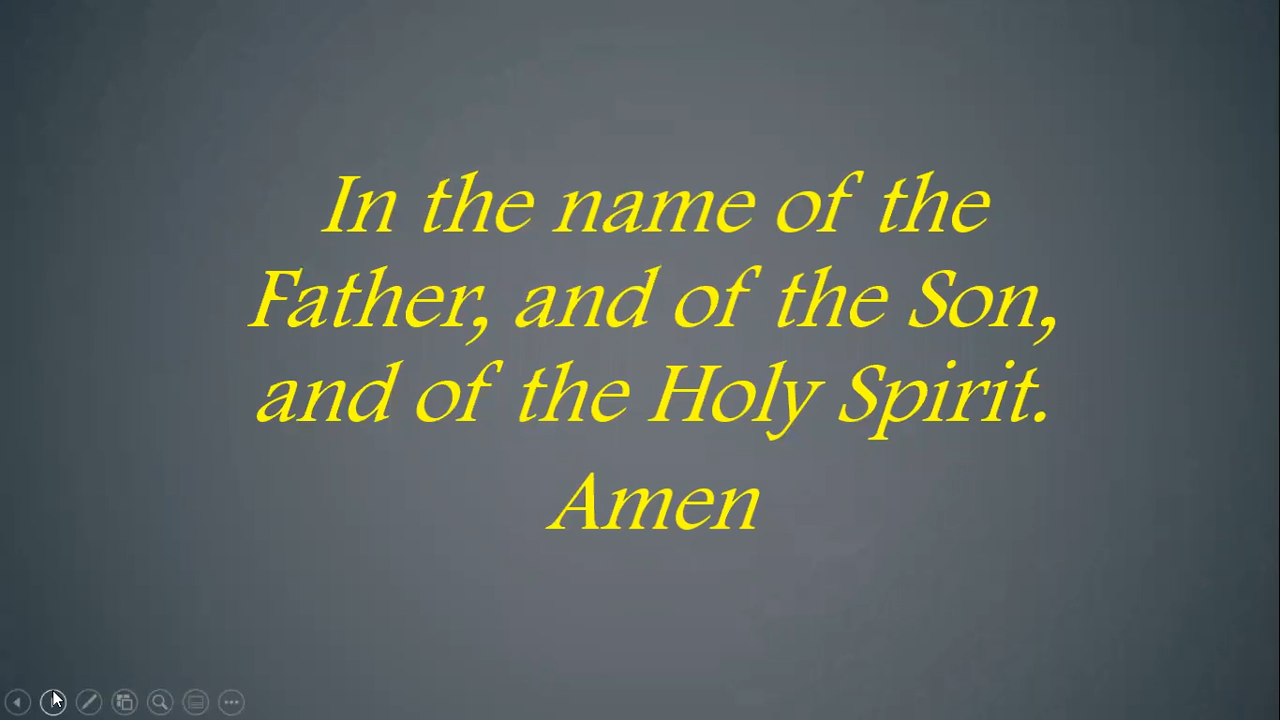 In the name of the
Father, and of the Son,
and of the Holy Spirit.
Amen